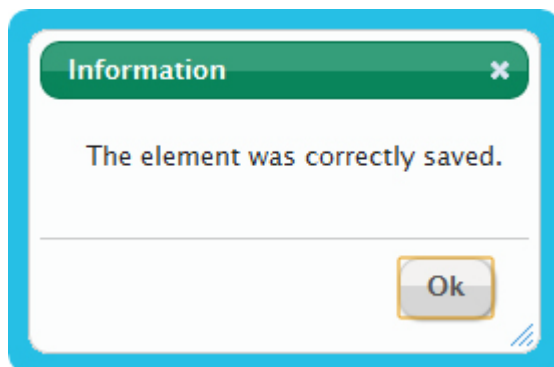 Information
The element was correctly saved.
Ok